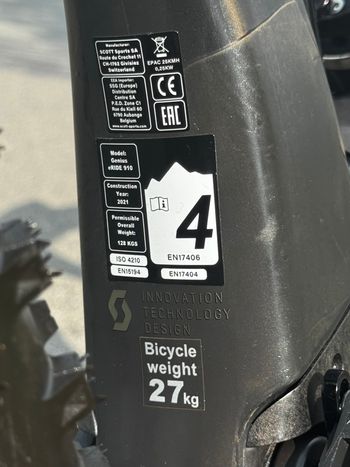 Manufacturer:
SCOTT Sports SA
Route du Crochet 11
CH-1762 Givisiez
Switzerland
EPAC 25KMH
0,25KW
EEA Importer:
SSG (Europe)
Distribution
Centre SA
P.E.D. Zone C1
Rue du Kiell 60
6790 Aubange
Belgium
www.scott-sports.com
CE
EAC
Model:
Genius
eRIDE 910
Construction
Year:
2021
Permissible
Overall
Weight:
128 KGS
ISO 4210
EN15194
4
EN17406
EN17404
INNOVATION
TECHNOLOGY
DESIGN
Bicycle
weight
27kg